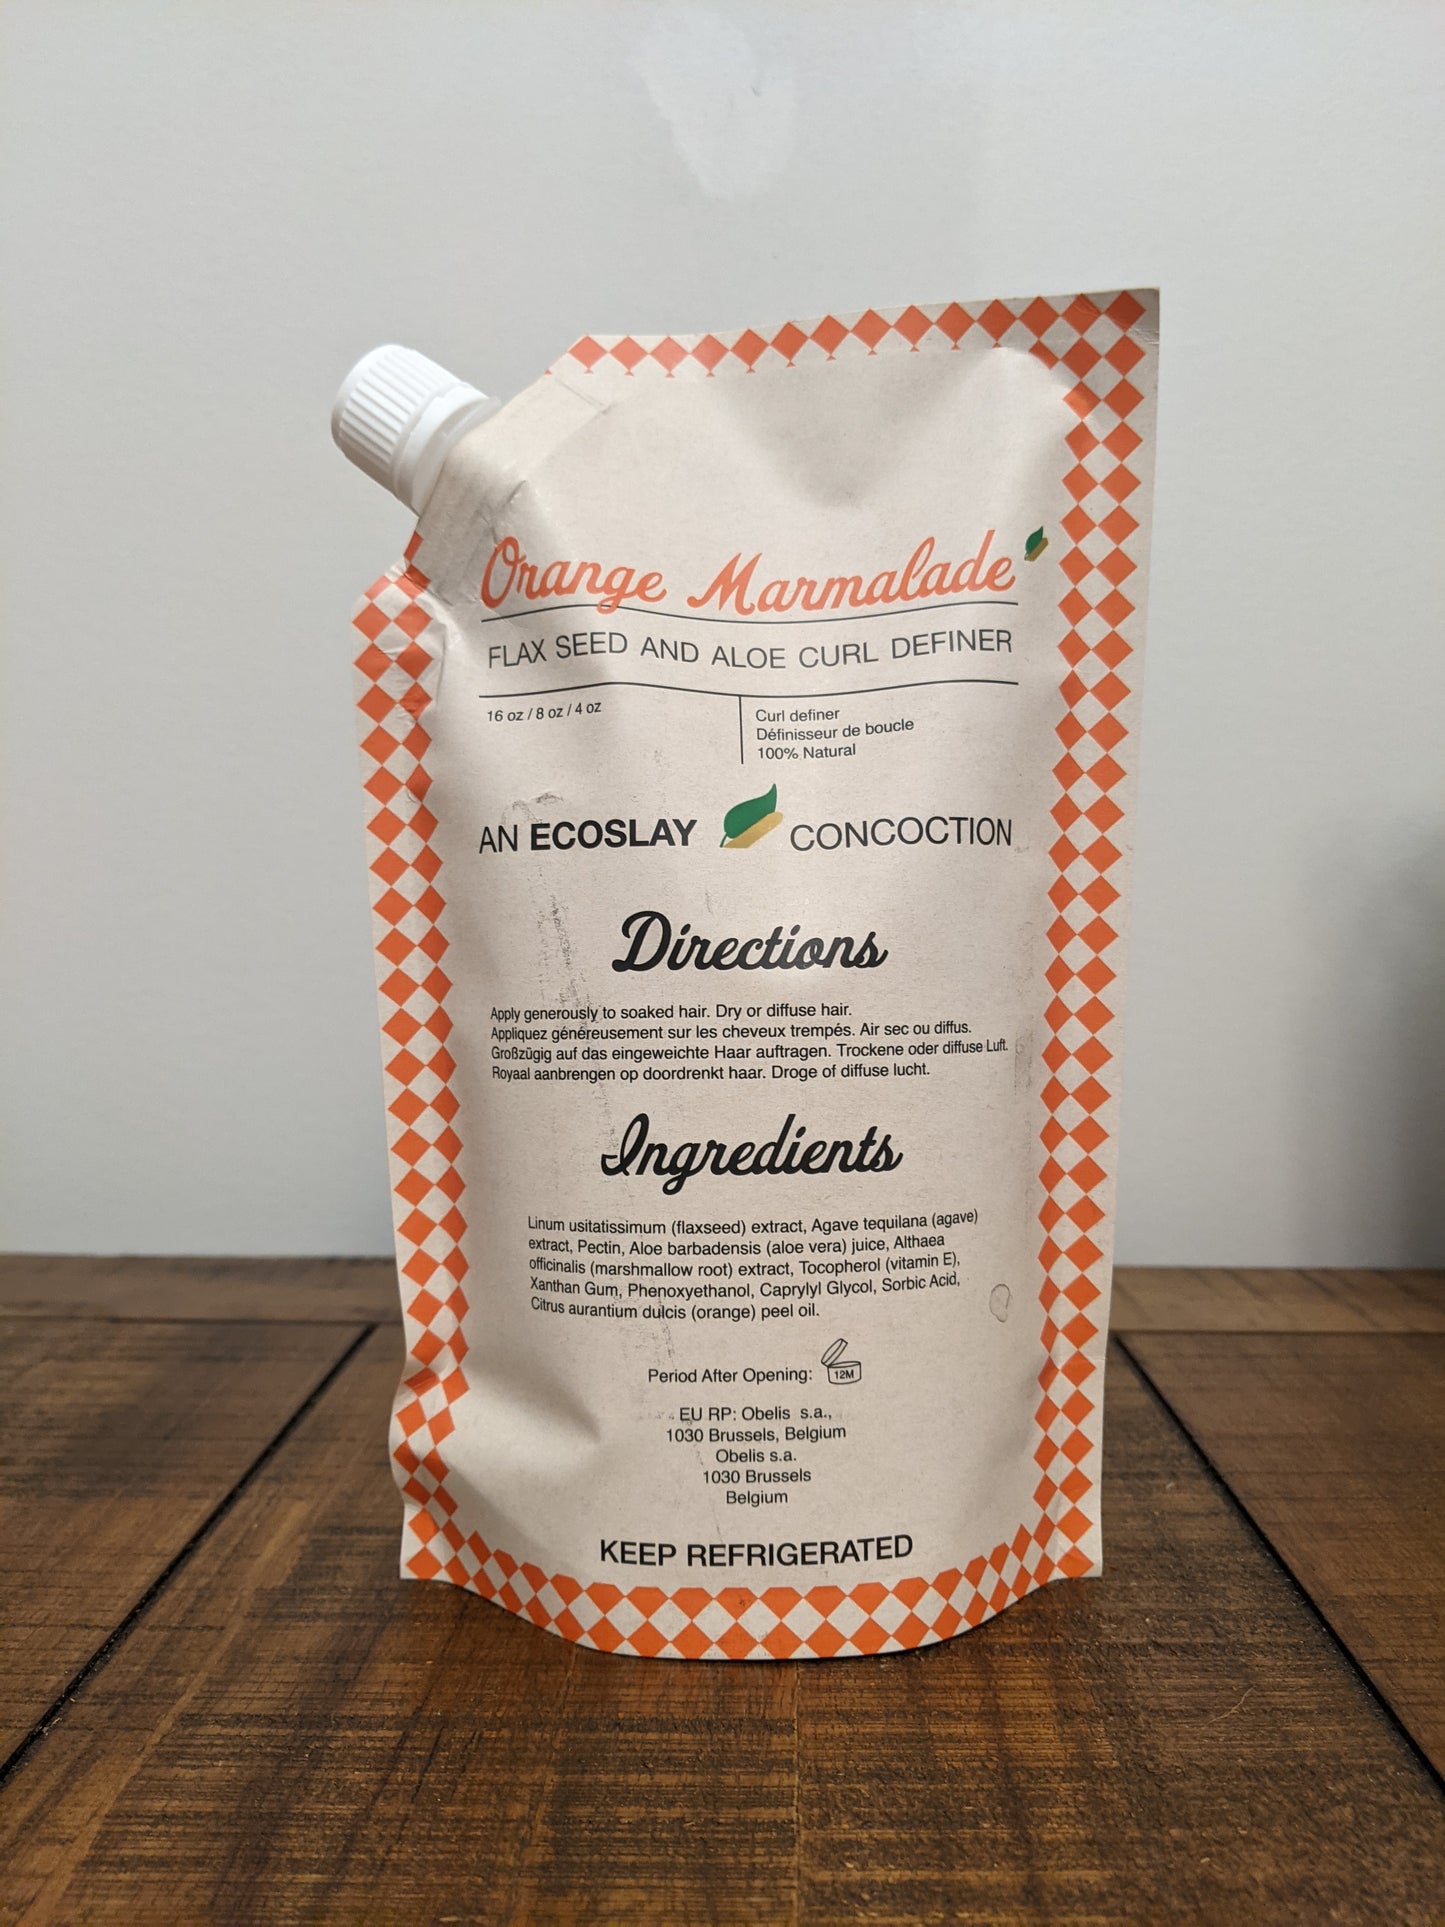 Orange Marmalade
FLAX SEED AND ALOE CURL DEFINER
16 oz / 8 oz / 4 oz
Curl definer
Définisseur de boucle
100% Natural
AN ECOSLAY CONCOCTION
Directions
Apply generously to soaked hair. Dry or diffuse hair.
Appliquez généreusement sur les cheveux trempés. Air sec ou diffus.
Großzügig auf das eingeweichte Haar auftragen. Trockene oder diffuse Luft.
Royaal aanbrengen op doordrenkt haar. Droge of diffuse lucht.
Ingredients
Linum usitatissimum (flaxseed) extract, Agave tequilana (agave)
extract, Pectin, Aloe barbadensis (aloe vera) juice, Althaea
officinalis (marshmallow root) extract, Tocopherol (vitamin E),
Xanthan Gum, Phenoxyethanol, Caprylyl Glycol, Sorbic Acid,
Citrus aurantium dulcis (orange) peel oil.
Period After Opening: 12M
EU RP: Obelis s.a.,
1030 Brussels, Belgium
Obelis s.a.
1030 Brussels
Belgium
KEEP REFRIGERATED